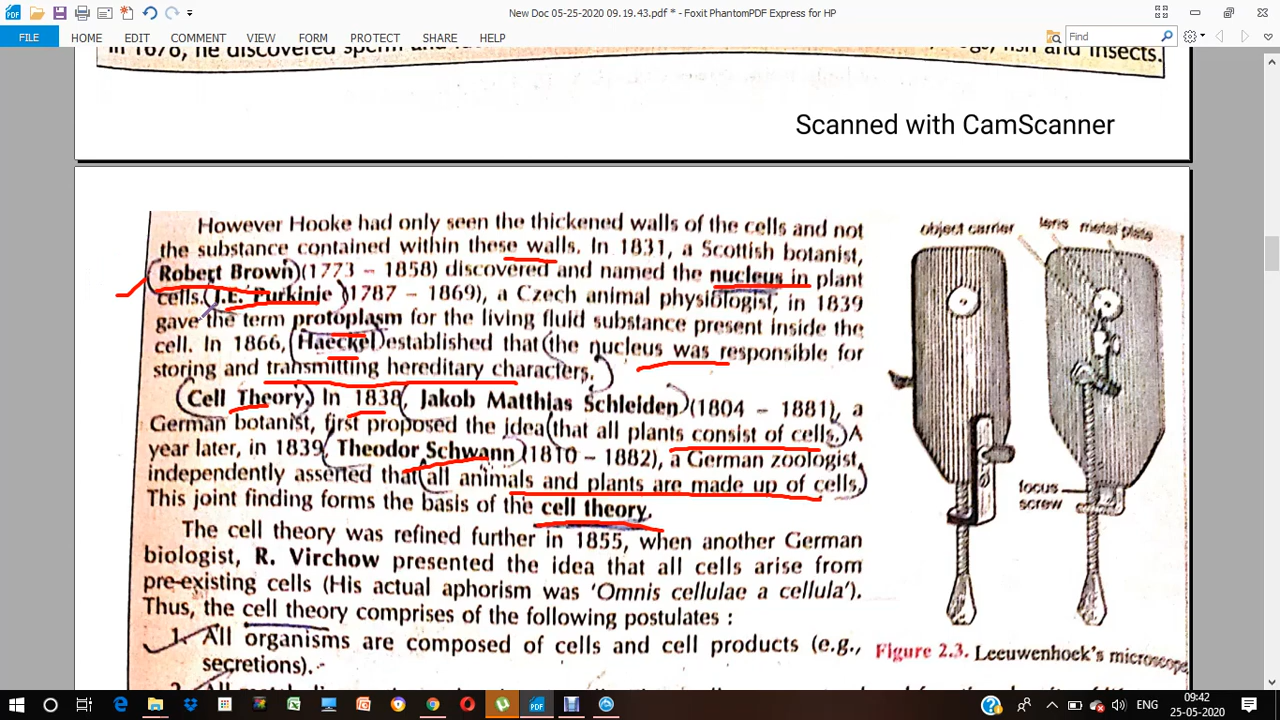 New Doc 05-25-2020 09.19.43.pdf * - Foxit PhantomPDF Express for HP
FILE HOME EDIT COMMENT VIEW FORM PROTECT SHARE HELP Find
In 1678, he discovered sperm and fish and insects.
Scanned with CamScanner
However Hooke had only seen the thickened walls of the cells and not
the substance contained within these walls. In 1831, a Scottish botanist,
Robert Brown (1773 – 1858) discovered and named the nucleus in plant
cells. J.E. Purkinje (1787 – 1869), a Czech animal physiologist, in 1839
gave the term protoplasm for the living fluid substance present inside the
cell. In 1866, Haeckel established that the nucleus was responsible for
storing and transmitting hereditary characters.
Cell Theory. In 1838 Jakob Matthias Schleiden (1804 – 1881), a
German botanist, first proposed the idea that all plants consist of cells. A
year later, in 1839, Theodor Schwann (1810 – 1882), a German zoologist,
independently asserted that all animals and plants are made up of cells.
This joint finding forms the basis of the cell theory.
The cell theory was refined further in 1855, when another German
biologist, R. Virchow presented the idea that all cells arise from
pre-existing cells (His actual aphorism was 'Omnis cellulae a cellula').
Thus, the cell theory comprises of the following postulates :
1. All organisms are composed of cells and cell products (e.g.,
secretions).
object carrier
lens metal plate
focus
screw
Figure 2.3. Leeuwenhoek's microscope
ENG
09:42
25-05-2020